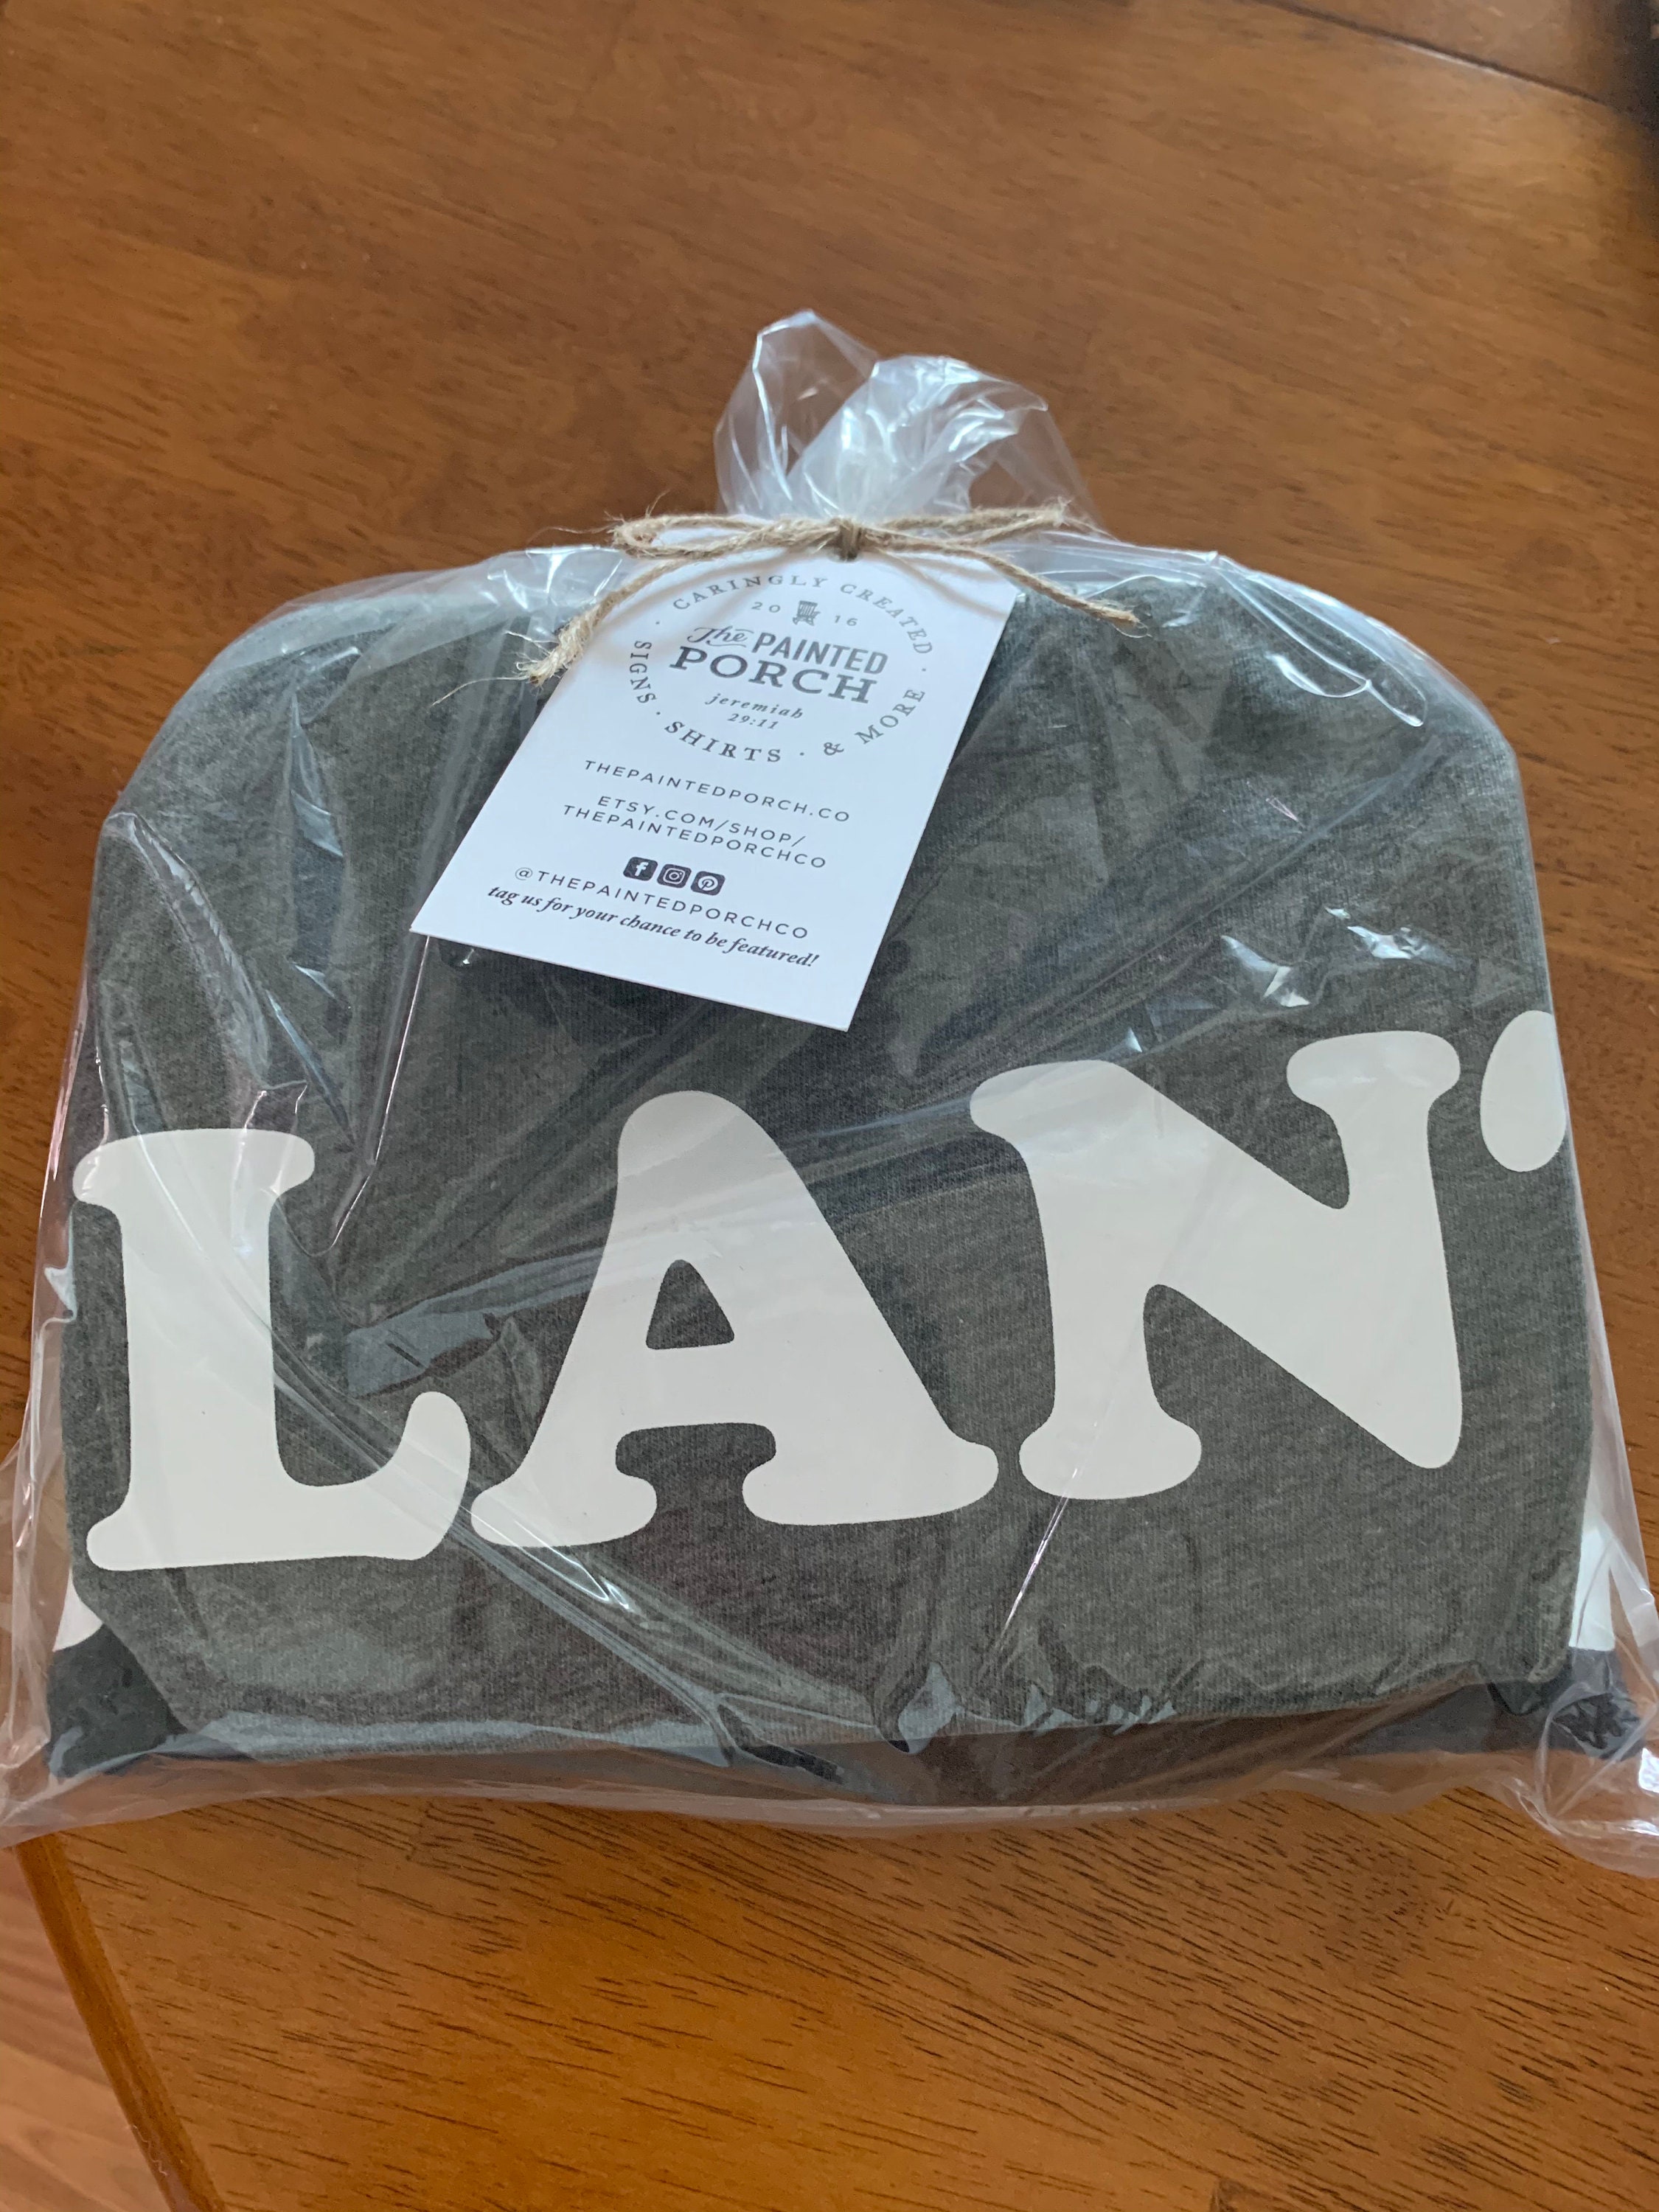 CARINGLY CREATED
20 16
The PAINTED
PORCH
jeremiah
29:11
SIGNS · SHIRTS · & MORE
THEPAINTEDPORCH.CO
ETSY.COM/SHOP/
THEPAINTEDPORCHCO
@THEPAINTEDPORCHCO
tag us for your chance to be featured!
LAN'